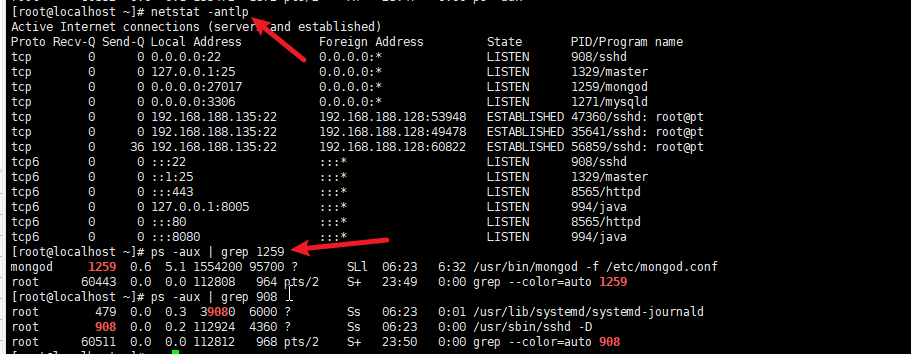 [root@localhost ~]# netstat -antlp
Active Internet connections (servers and established)
Proto Recv-Q Send-Q Local Address           Foreign Address         State       PID/Program name
tcp        0      0 0.0.0.0:22              0.0.0.0:*               LISTEN      908/sshd
tcp        0      0 127.0.0.1:25            0.0.0.0:*               LISTEN      1329/master
tcp        0      0 0.0.0.0:27017           0.0.0.0:*               LISTEN      1259/mongod
tcp        0      0 0.0.0.0:3306            0.0.0.0:*               LISTEN      1271/mysqld
tcp        0      0 192.168.188.135:22      192.168.188.128:53948   ESTABLISHED 47360/sshd: root@pt
tcp        0      0 192.168.188.135:22      192.168.188.128:49478   ESTABLISHED 35641/sshd: root@pt
tcp        0     36 192.168.188.135:22      192.168.188.128:60822   ESTABLISHED 56859/sshd: root@pt
tcp6       0      0 :::22                   :::*                    LISTEN      908/sshd
tcp6       0      0 ::1:25                  :::*                    LISTEN      1329/master
tcp6       0      0 :::443                  :::*                    LISTEN      8565/httpd
tcp6       0      0 127.0.0.1:8005          :::*                    LISTEN      994/java
tcp6       0      0 :::80                   :::*                    LISTEN      8565/httpd
tcp6       0      0 :::8080                 :::*                    LISTEN      994/java
[root@localhost ~]# ps -aux | grep 1259
mongod     1259  0.6  5.1 1554200 95700 ?       SLl  06:23   6:32 /usr/bin/mongod -f /etc/mongod.conf
root      60443  0.0  0.0 112808   964 pts/2    S+   23:49   0:00 grep --color=auto 1259
[root@localhost ~]# ps -aux | grep 908
root        479  0.0  0.3  39080  6000 ?        Ss   06:23   0:01 /usr/lib/systemd/systemd-journald
root        908  0.0  0.2 112924  4360 ?        Ss   06:23   0:00 /usr/sbin/sshd -D
root      60511  0.0  0.0 112812   968 pts/2    S+   23:50   0:00 grep --color=auto 908